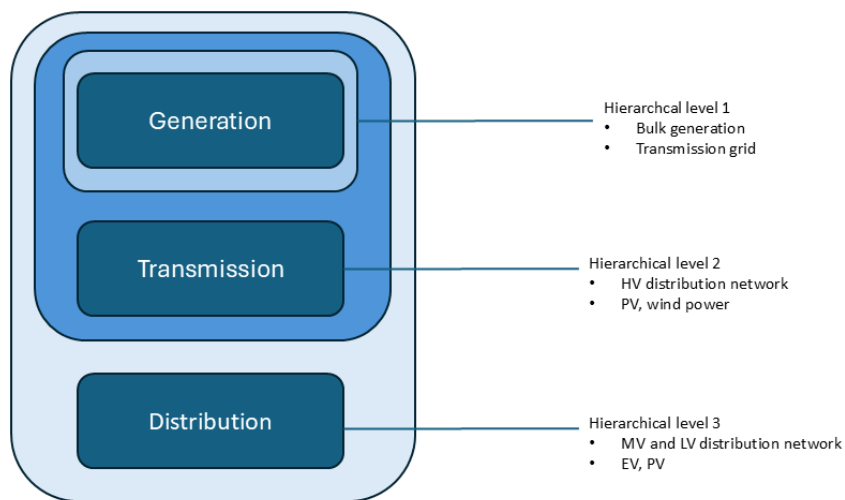 Generation
Hierarchcal level 1
• Bulk generation
• Transmission grid
Transmission
Hierarchical level 2
• HV distribution network
• PV, wind power
Distribution
Hierarchical level 3
• MV and LV distribution network
• EV, PV